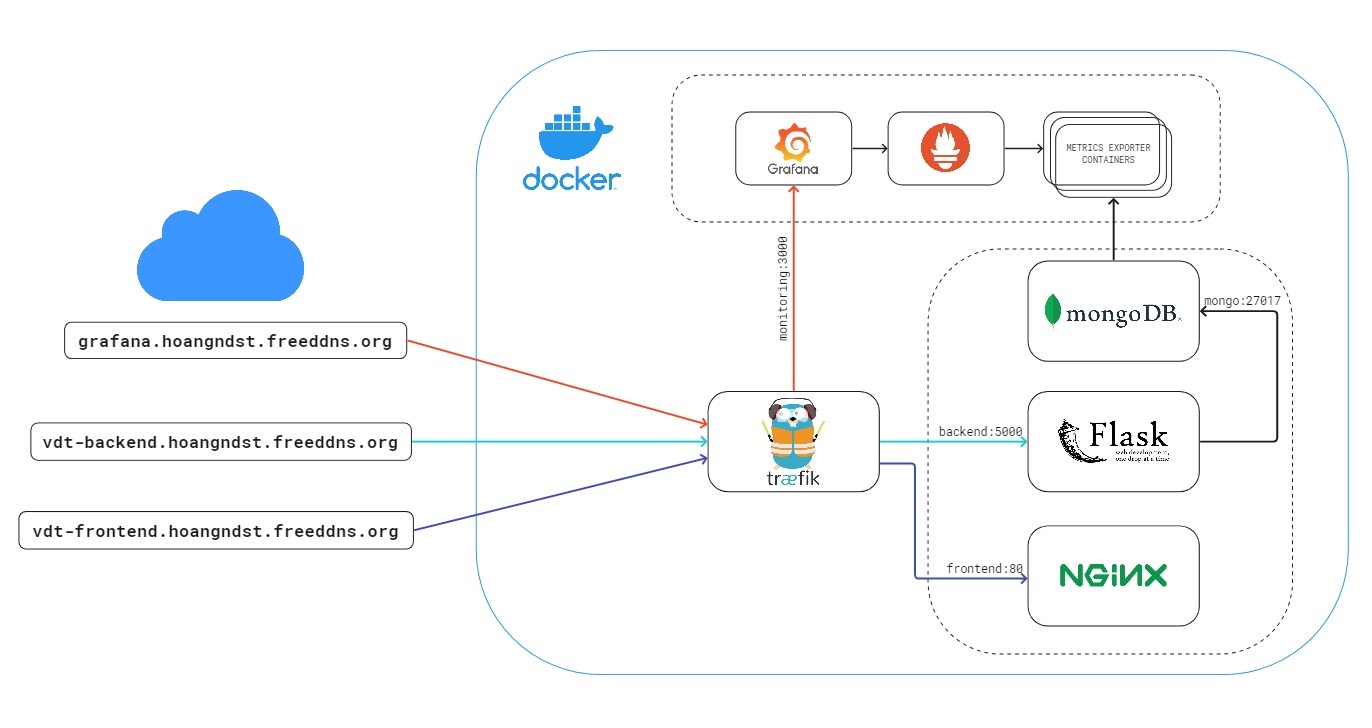 docker
Grafana
METRICS EXPORTER
CONTAINERS
grafana.hoangndst.freeddns.org
monitoring:3000
mongoDB
mongo:27017
vdt-backend.hoangndst.freeddns.org
træfik
backend:5000
Flask
web development,
one drop at a time
vdt-frontend.hoangndst.freeddns.org
frontend:80
NGiNX